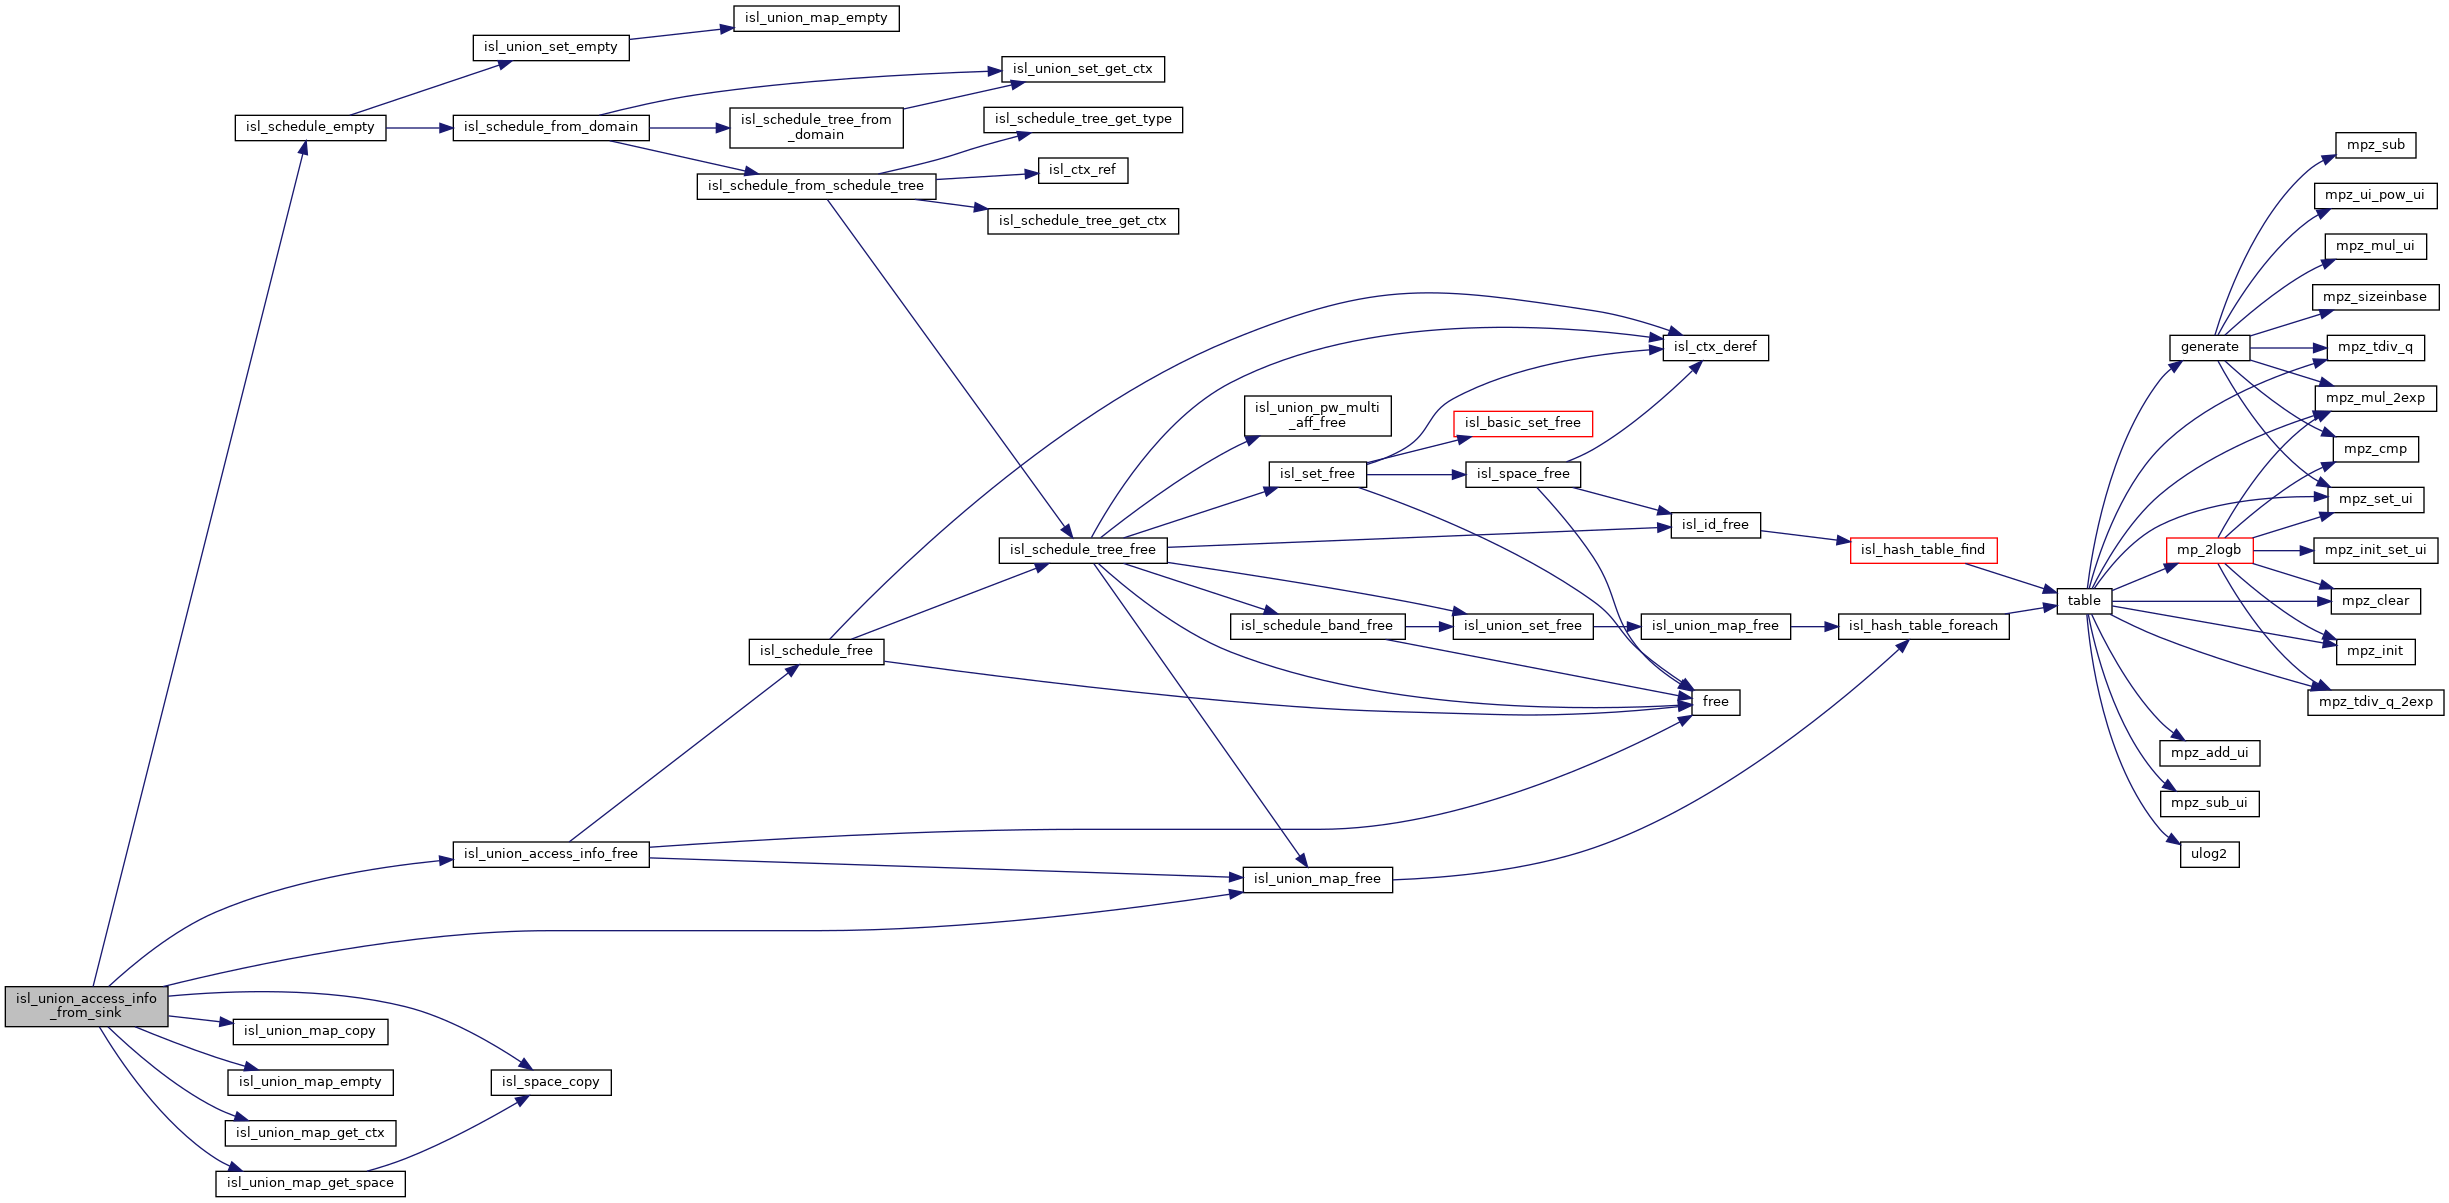 isl_union_map_empty
isl_union_set_empty
isl_union_set_get_ctx
isl_schedule_empty
isl_schedule_from_domain
isl_schedule_tree_from
_domain
isl_schedule_tree_get_type
isl_ctx_ref
isl_schedule_from_schedule_tree
isl_schedule_tree_get_ctx
mpz_sub
mpz_ui_pow_ui
mpz_mul_ui
mpz_sizeinbase
isl_ctx_deref
generate
mpz_tdiv_q
isl_union_pw_multi
_aff_free
isl_basic_set_free
mpz_mul_2exp
mpz_cmp
isl_set_free
isl_space_free
mpz_set_ui
isl_id_free
isl_schedule_tree_free
isl_hash_table_find
mp_2logb
mpz_init_set_ui
table
mpz_clear
isl_schedule_band_free
isl_union_set_free
isl_union_map_free
isl_hash_table_foreach
isl_schedule_free
mpz_init
free
mpz_tdiv_q_2exp
mpz_add_ui
mpz_sub_ui
isl_union_access_info_free
ulog2
isl_union_map_free
isl_union_access_info
_from_sink
isl_union_map_copy
isl_union_map_empty
isl_space_copy
isl_union_map_get_ctx
isl_union_map_get_space